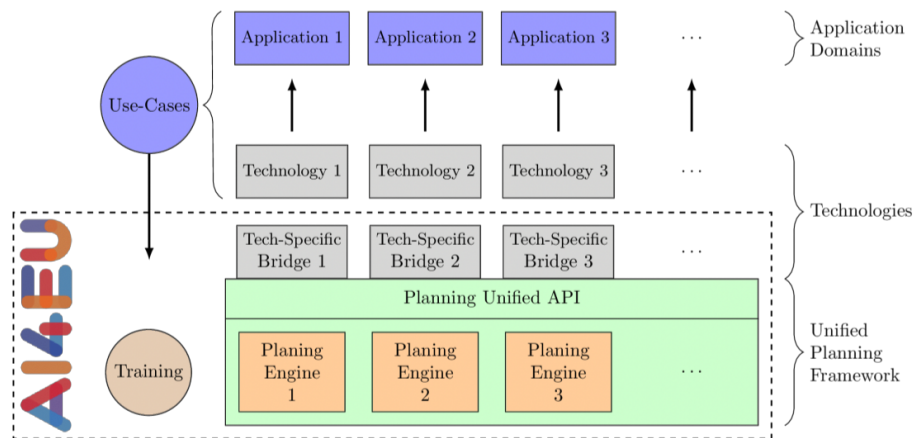 Application 1
Application 2
Application 3
. . .
Application
Domains
Use-Cases
Technology 1
Technology 2
Technology 3
. . .
Technologies
AI4EU
Tech-Specific
Bridge 1
Tech-Specific
Bridge 2
Tech-Specific
Bridge 3
. . .
Planning Unified API
Training
Planing
Engine
1
Planing
Engine
2
Planing
Engine
3
. . .
Unified
Planning
Framework